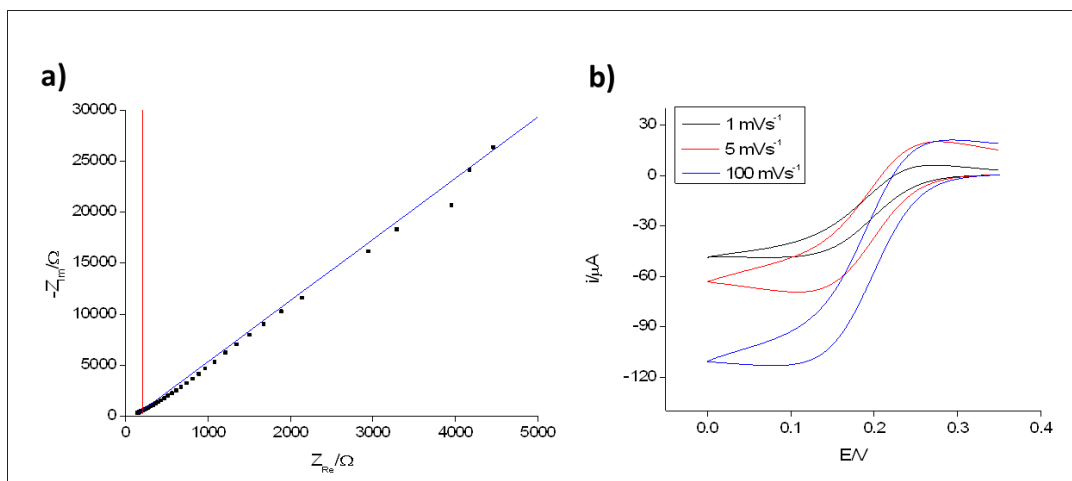 a)
30000
25000
20000
15000
10000
5000
0
-Z_Im/Ω
0 1000 2000 3000 4000 5000
Z_Re/Ω
b)
1 mVs⁻¹
5 mVs⁻¹
100 mVs⁻¹
30
0
-30
-60
-90
-120
i/μA
0.0 0.1 0.2 0.3 0.4
E/V